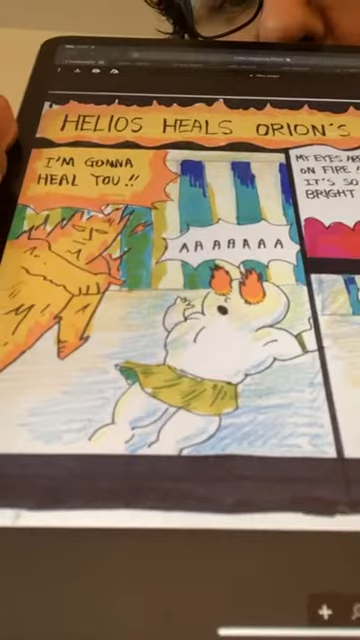 HELIOS HEALS ORION'S
I'M GONNA
HEAL YOU!!
AAAAAAA
MY EYES ARE
ON FIRE!
IT'S SO
BRIGHT